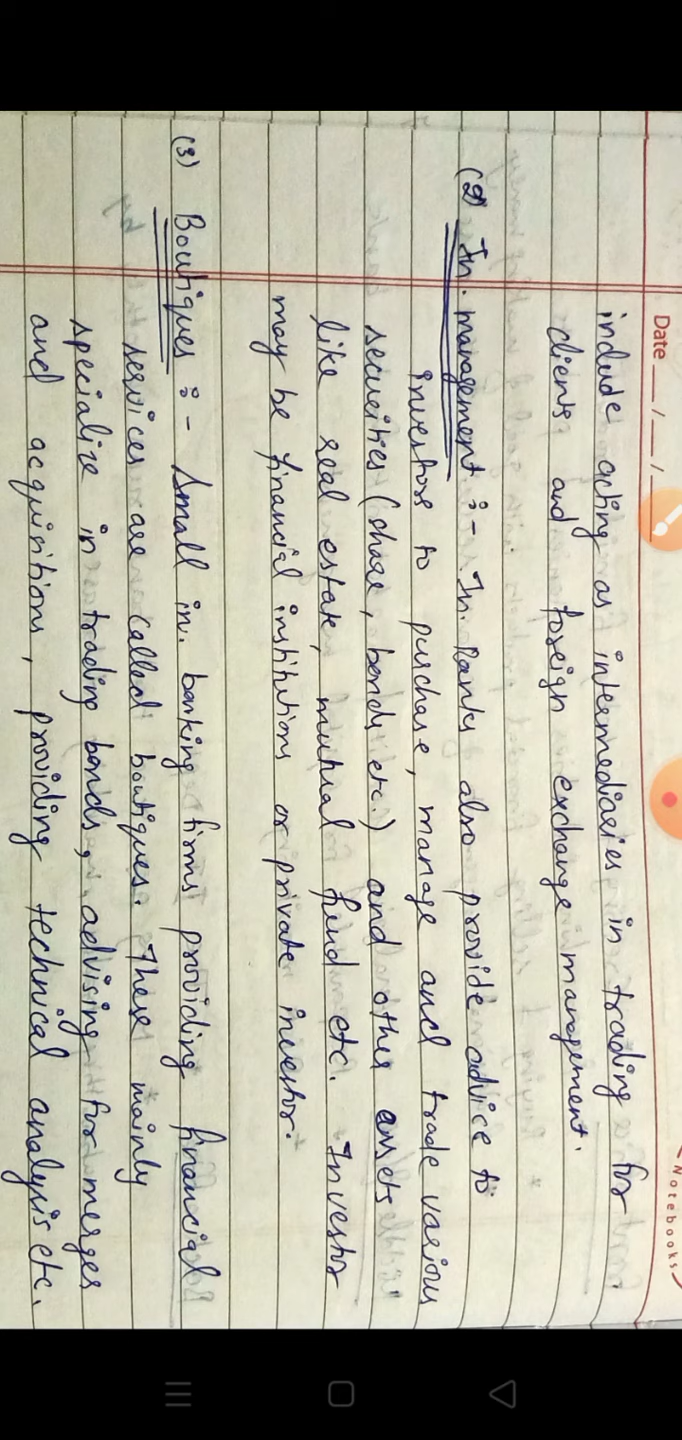 Date __/__/__
Notebooks
include acting as intermediaries in trading for
clients and foreign exchange management.
(2) In. management :- In. Banks also provide advice to
investors to purchase, manage and trade various
securities (share, bonds etc.) and other assets
like real estate, mutual fund etc. Investor
may be financial institutions or private investor.
(3) Boutiques :- Small in. banking firms providing financial
services are called boutiques. These mainly
specialize in trading bonds, advising for merges
and acquisitions, providing technical analysis etc.